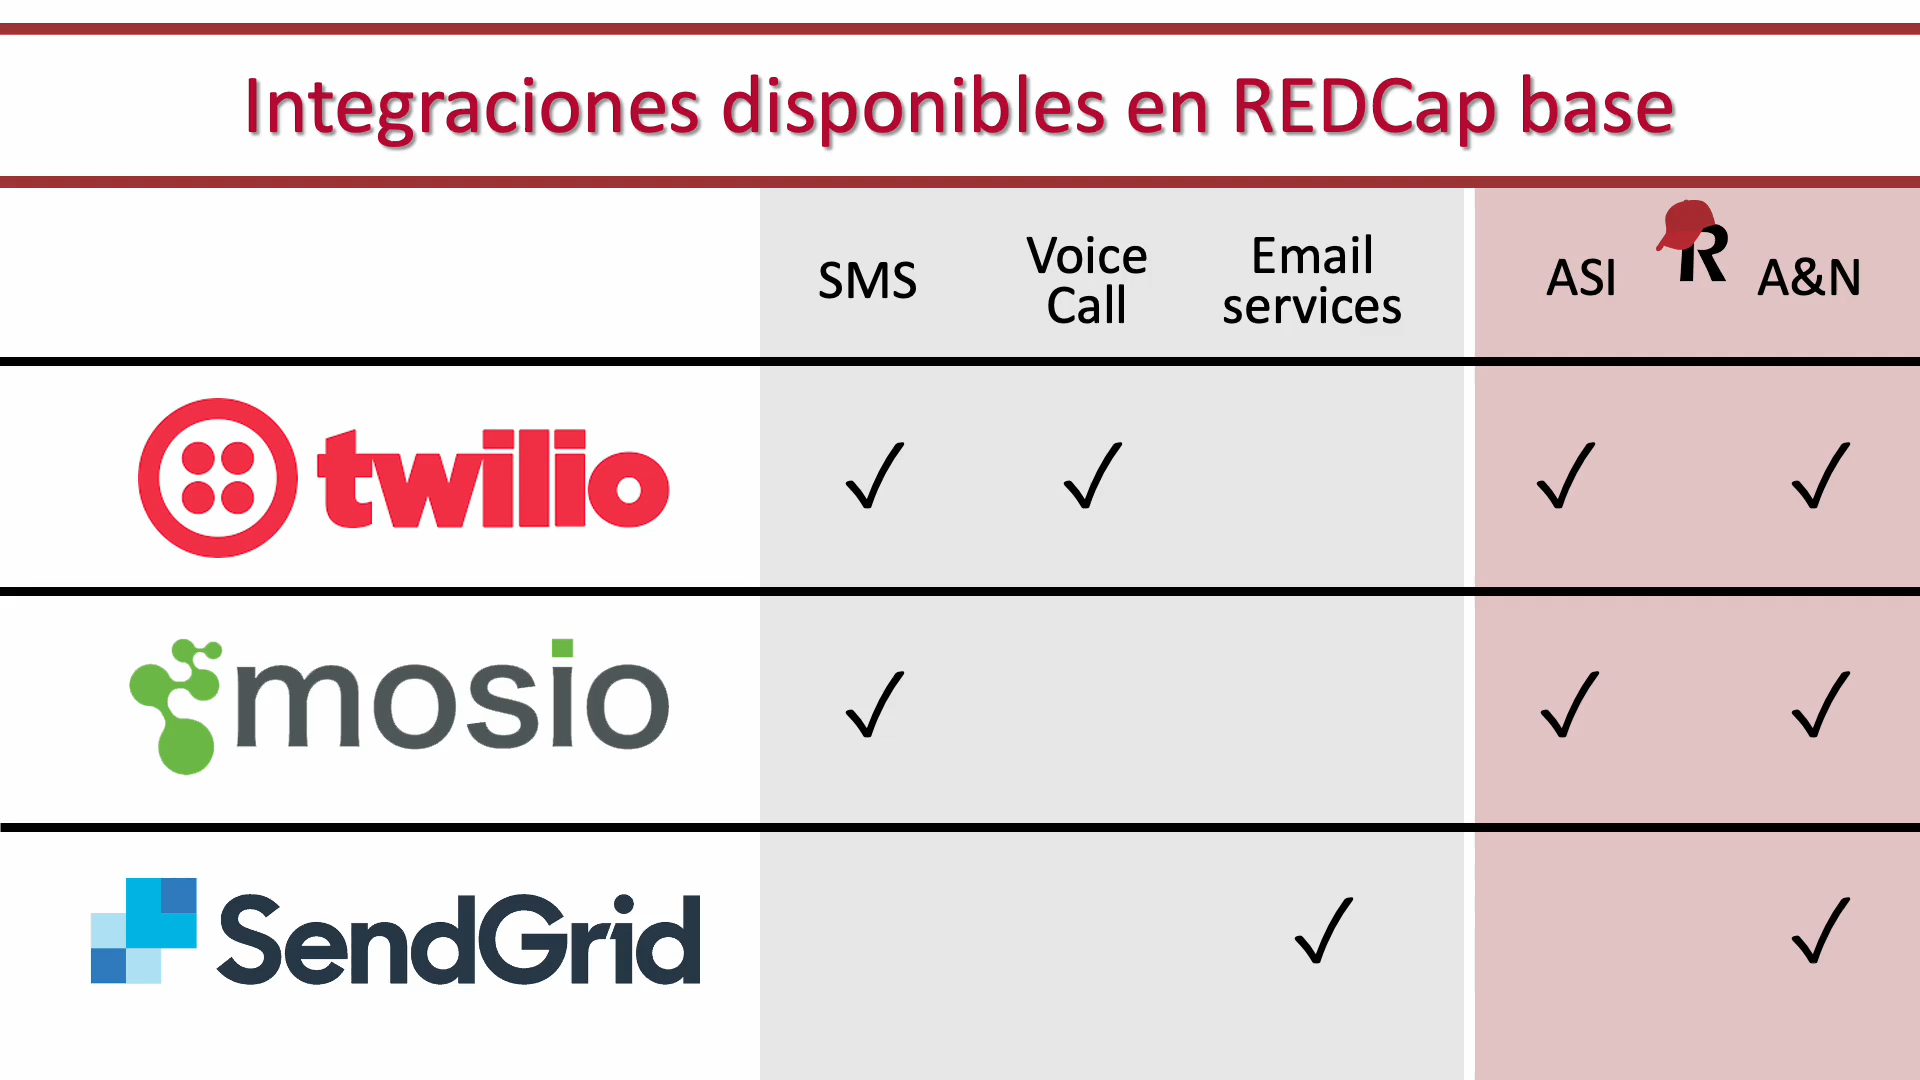 Integraciones disponibles en REDCap base
SMS
Voice
Call
Email
services
ASI
R
A&N
twilio
✓ ✓ ✓ ✓
mosio
✓ ✓ ✓
SendGrid
✓ ✓